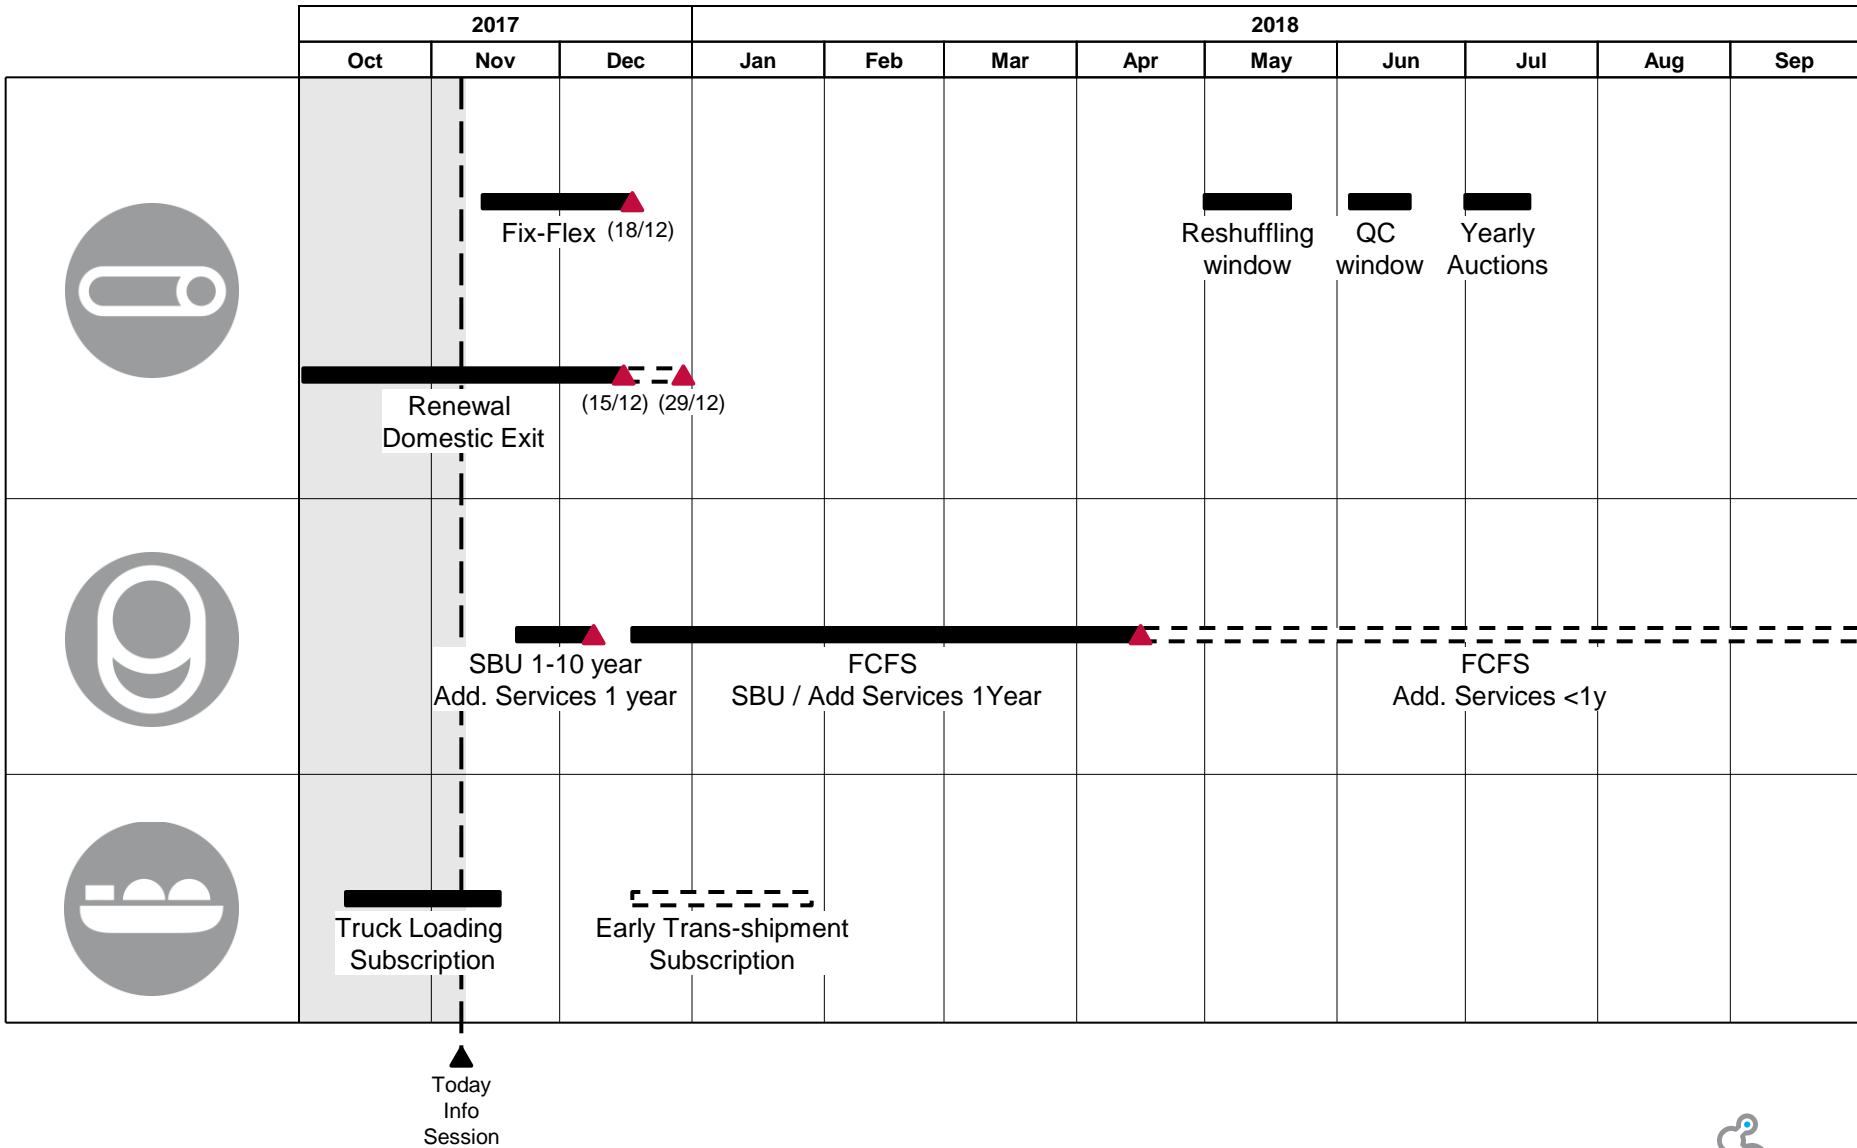 2017
2018
Oct
Nov
Dec
Jan
Feb
Mar
Apr
May
Jun
Jul
Aug
Sep
Fix-Flex
(18/12)
Reshuffling
window
QC
window
Yearly
Auctions
Renewal
Domestic Exit
(15/12)
(29/12)
SBU 1-10 year
Add. Services 1 year
FCFS
SBU / Add Services 1Year
FCFS
Add. Services <1y
Truck Loading
Subscription
Early Trans-shipment
Subscription
Today
Info
Session